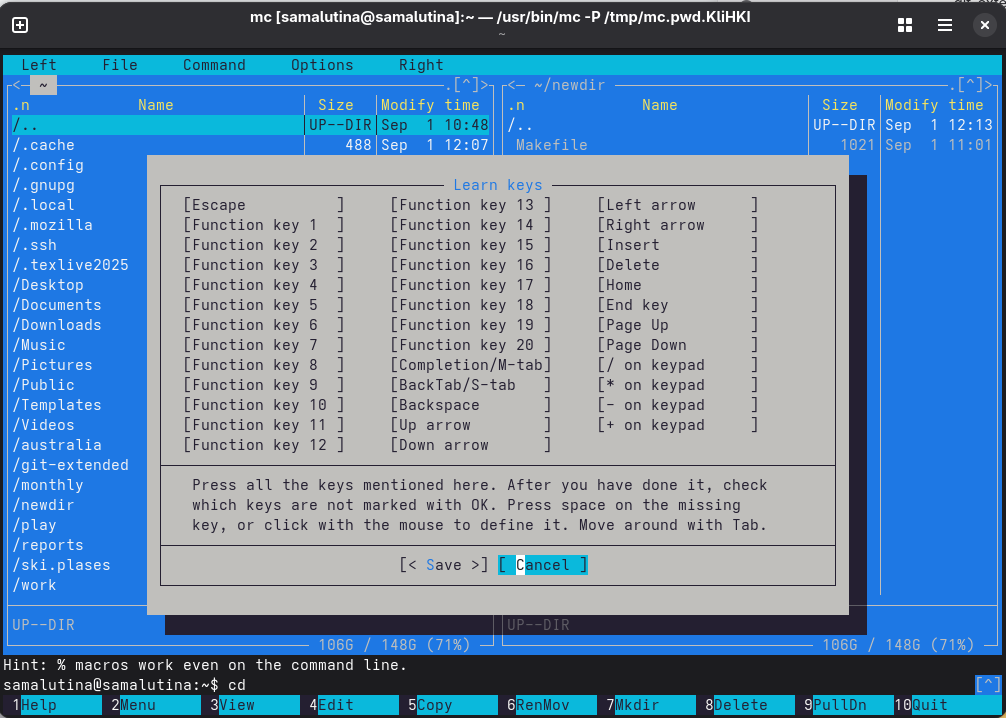 mc [samalutina@samalutina]:~ — /usr/bin/mc -P /tmp/mc.pwd.KliHKl
~
Left File Command Options Right
<─ ~ .[^]> <─ ~/newdir .[^]>
.n Name Size Modify time .n Name Size Modify time
/.. UP--DIR Sep 1 10:48 /.. UP--DIR Sep 1 12:13
/.cache 488 Sep 1 12:07 Makefile 1021 Sep 1 11:01
/.config
/.gnupg Learn keys
/.local [Escape ] [Function key 13 ] [Left arrow ]
/.mozilla [Function key 1 ] [Function key 14 ] [Right arrow ]
/.ssh [Function key 2 ] [Function key 15 ] [Insert ]
/.texlive2025 [Function key 3 ] [Function key 16 ] [Delete ]
/Desktop [Function key 4 ] [Function key 17 ] [Home ]
/Documents [Function key 5 ] [Function key 18 ] [End key ]
/Downloads [Function key 6 ] [Function key 19 ] [Page Up ]
/Music [Function key 7 ] [Function key 20 ] [Page Down ]
/Pictures [Function key 8 ] [Completion/M-tab] [/ on keypad ]
/Public [Function key 9 ] [BackTab/S-tab ] [* on keypad ]
/Templates [Function key 10 ] [Backspace ] [- on keypad ]
/Videos [Function key 11 ] [Up arrow ] [+ on keypad ]
/australia [Function key 12 ] [Down arrow ]
/git-extended
/monthly Press all the keys mentioned here. After you have done it, check
/newdir which keys are not marked with OK. Press space on the missing
/play key, or click with the mouse to define it. Move around with Tab.
/reports
/ski.plases [< Save >] [ Cancel ]
/work
UP--DIR UP--DIR
106G / 148G (71%) 106G / 148G (71%)
Hint: % macros work even on the command line.
samalutina@samalutina:~$ cd [^]
1Help 2Menu 3View 4Edit 5Copy 6RenMov 7Mkdir 8Delete 9PullDn 10Quit